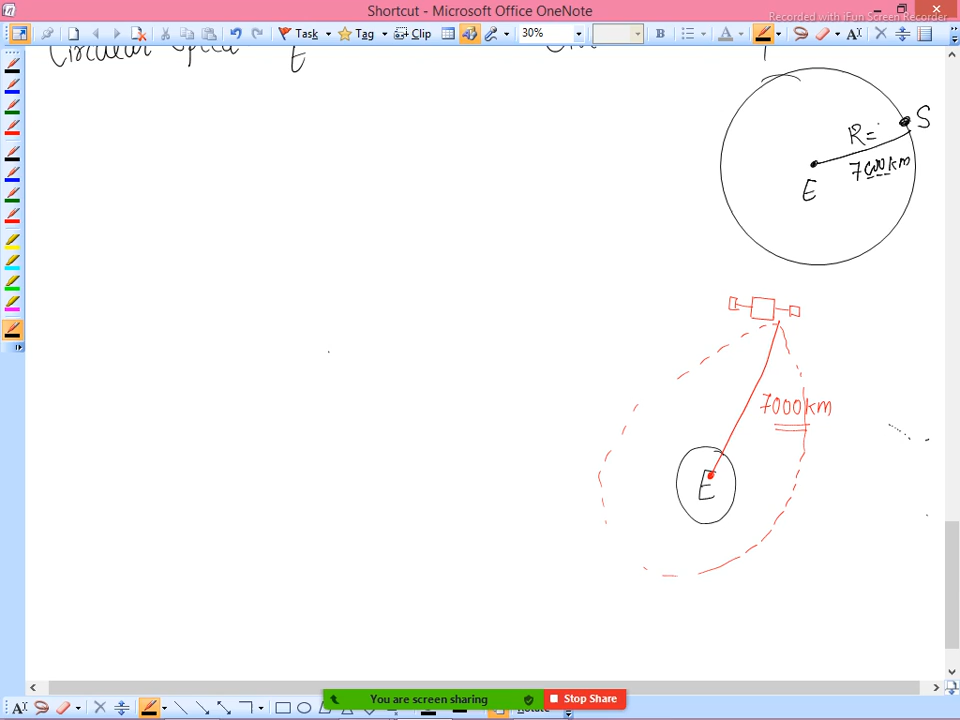 Shortcut - Microsoft Office OneNote
Recorded with iFun Screen Recorder
Task
Tag
Clip
30%
B
A
Circular Speed
E
S
R=
7000km
E
7000km
E
You are screen sharing
Stop Share
Rotate